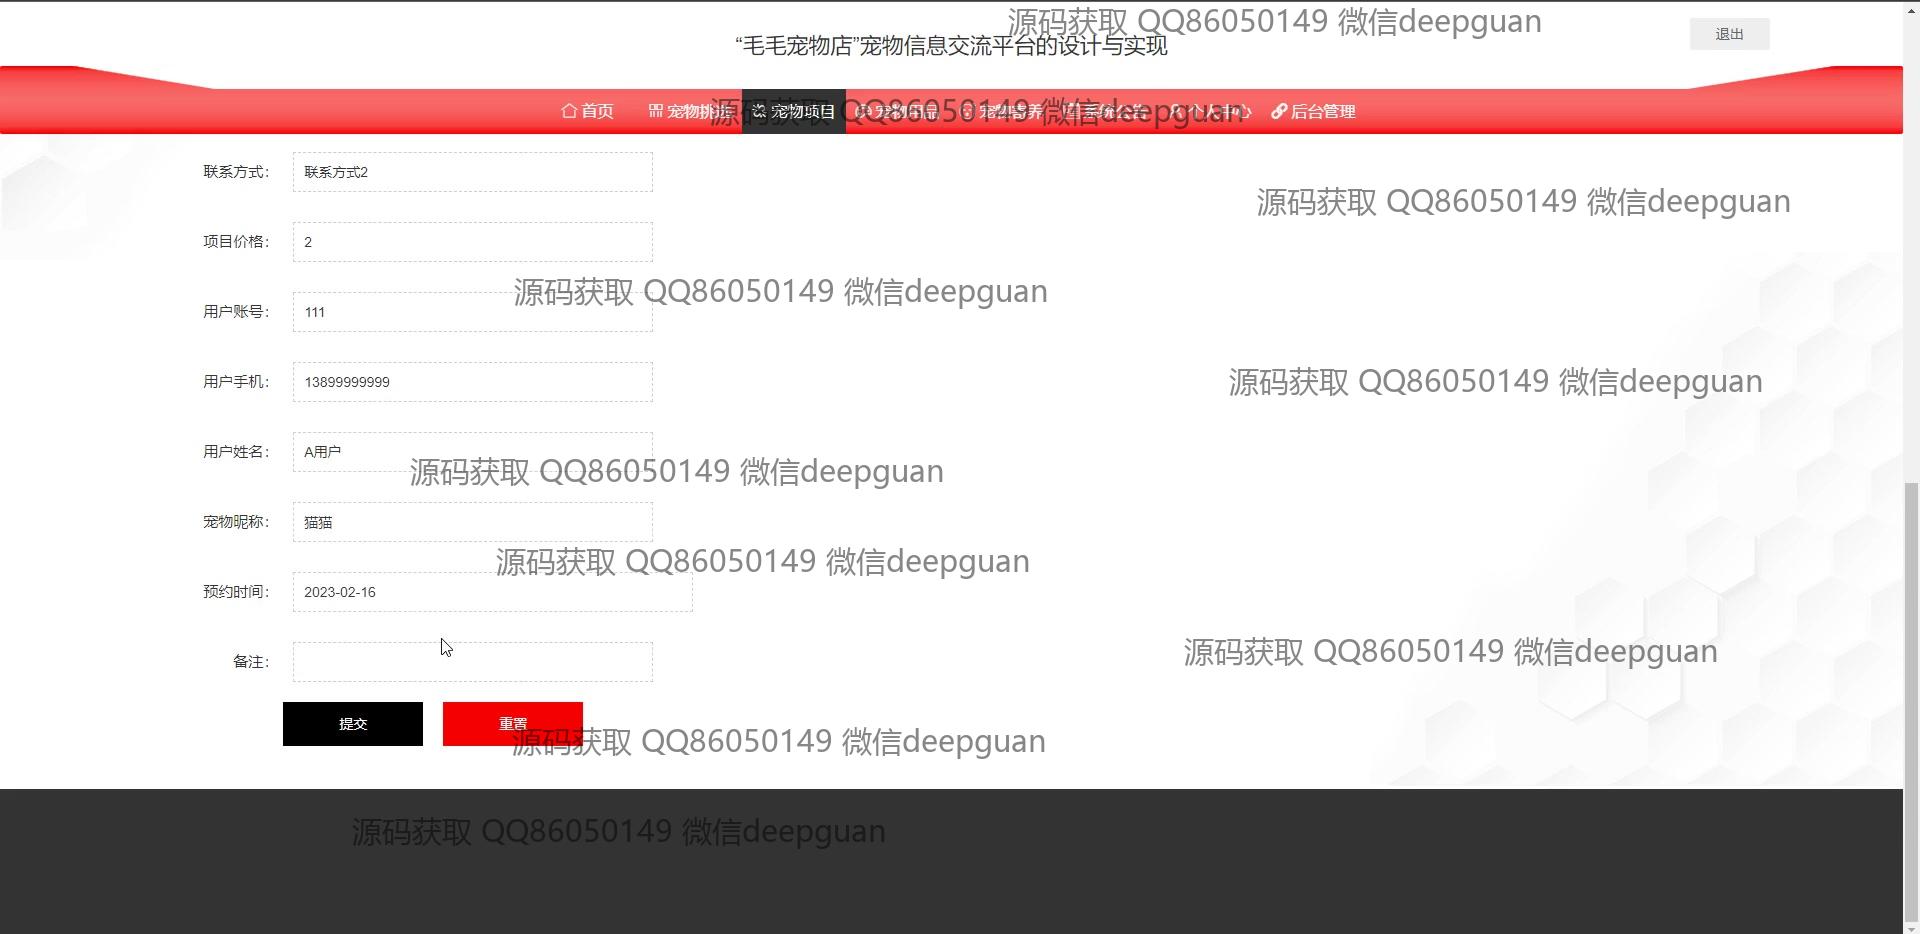 源码获取 QQ86050149 微信deepguan
“毛毛宠物店”宠物信息交流平台的设计与实现
退出
首页 宠物挑选 宠物项目 宠物用品 宠物寄养 系统公告 个人中心 后台管理
源码获取 QQ86050149 微信deepguan
联系方式： 联系方式2
源码获取 QQ86050149 微信deepguan
项目价格： 2
源码获取 QQ86050149 微信deepguan
用户账号： 111
用户手机： 13899999999
源码获取 QQ86050149 微信deepguan
用户姓名： A用户
源码获取 QQ86050149 微信deepguan
宠物昵称： 猫猫
源码获取 QQ86050149 微信deepguan
预约时间： 2023-02-16
源码获取 QQ86050149 微信deepguan
备注：
提交 重置
源码获取 QQ86050149 微信deepguan
源码获取 QQ86050149 微信deepguan